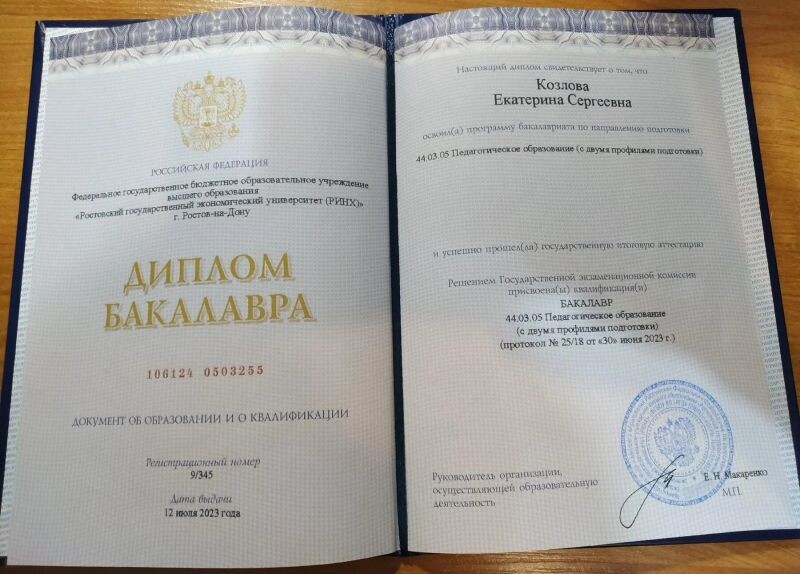 РОССИЙСКАЯ ФЕДЕРАЦИЯ
Федеральное государственное бюджетное образовательное учреждение
высшего образования
«Ростовский государственный экономический университет (РИНХ)»
г. Ростов-на-Дону
ДИПЛОМ
БАКАЛАВРА
106124 0503255
ДОКУМЕНТ ОБ ОБРАЗОВАНИИ И О КВАЛИФИКАЦИИ
Регистрационный номер
9/345
Дата выдачи
12 июля 2023 года
Настоящий диплом свидетельствует о том, что
Козлова
Екатерина Сергеевна
освоил(а) программу бакалавриата по направлению подготовки
44.03.05 Педагогическое образование (с двумя профилями подготовки)
и успешно прошел(ла) государственную итоговую аттестацию
Решением Государственной экзаменационной комиссии
присвоена(ы) квалификация(и)
БАКАЛАВР
44.03.05 Педагогическое образование
(с двумя профилями подготовки)
(протокол № 25/18 от «30» июня 2023 г.)
Руководитель организации,
осуществляющей образовательную
деятельность
Е. Н. Макаренко
М.П.